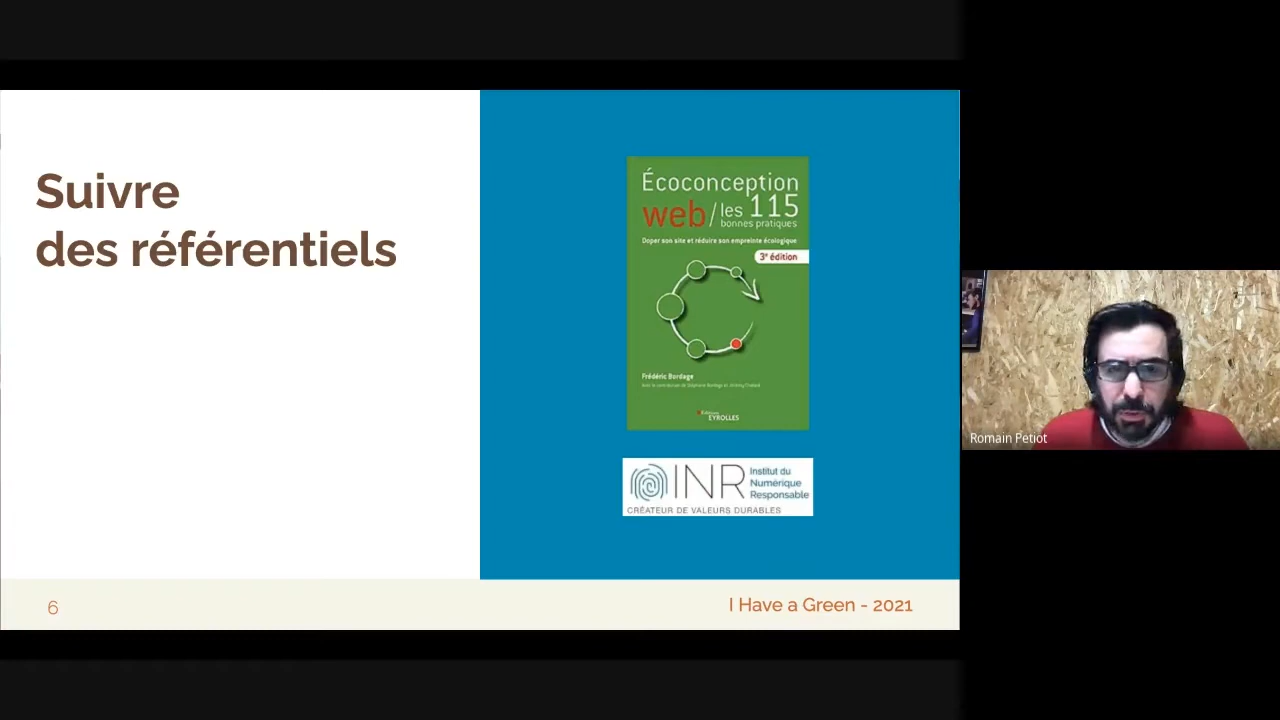 Suivre
des référentiels
Écoconception
web / les 115
bonnes pratiques
Doper son site et réduire son empreinte écologique
3e édition
Frédéric Bordage
Éditions
EYROLLES
INR Institut du
Numérique
Responsable
CRÉATEUR DE VALEURS DURABLES
6
I Have a Green - 2021
Romain Petiot